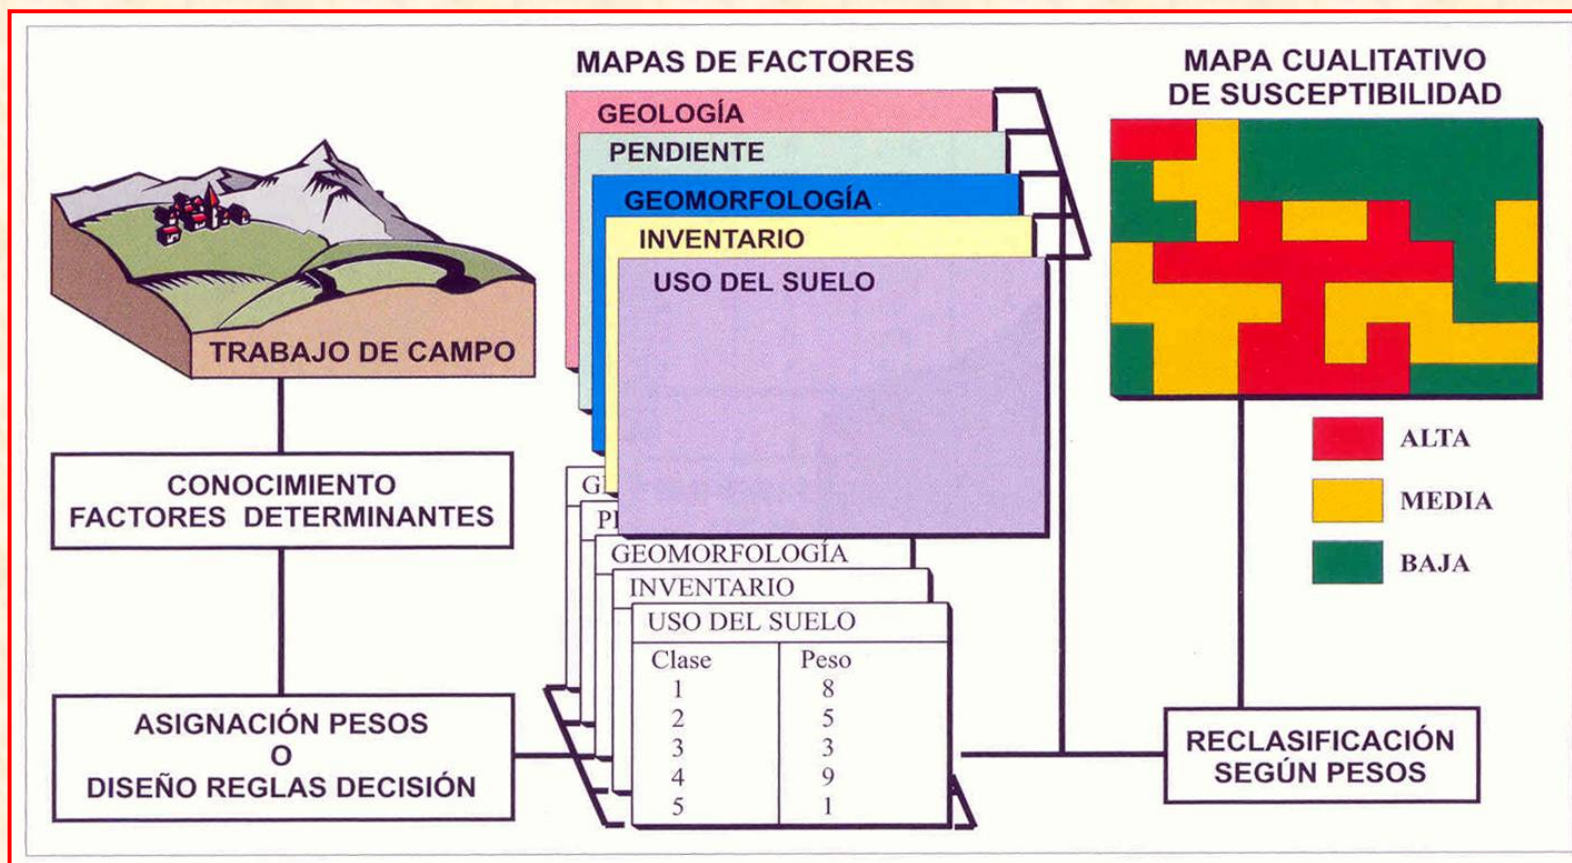 MAPAS DE FACTORES
GEOLOGÍA
PENDIENTE
GEOMORFOLOGÍA
INVENTARIO
USO DEL SUELO
MAPA CUALITATIVO
DE SUSCEPTIBILIDAD
TRABAJO DE CAMPO
CONOCIMIENTO
FACTORES DETERMINANTES
ASIGNACIÓN PESOS
O
DISEÑO REGLAS DECISIÓN
GEOMORFOLOGÍA
INVENTARIO
USO DEL SUELO
Clase Peso
1 8
2 5
3 3
4 9
5 1
ALTA
MEDIA
BAJA
RECLASIFICACIÓN
SEGÚN PESOS